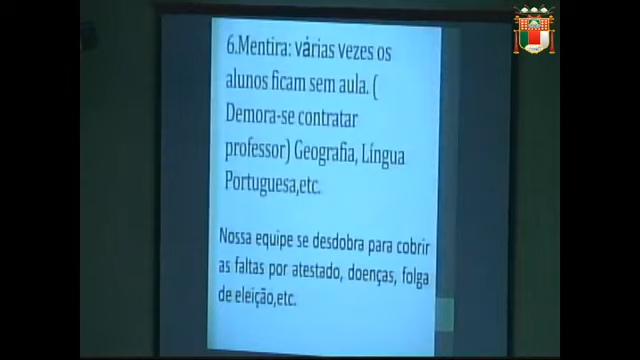 6.Mentira: várias vezes os
alunos ficam sem aula. (
Demora-se contratar
professor) Geografia, Língua
Portuguesa,etc.
Nossa equipe se desdobra para cobrir
as faltas por atestado, doenças, folga
de eleição,etc.